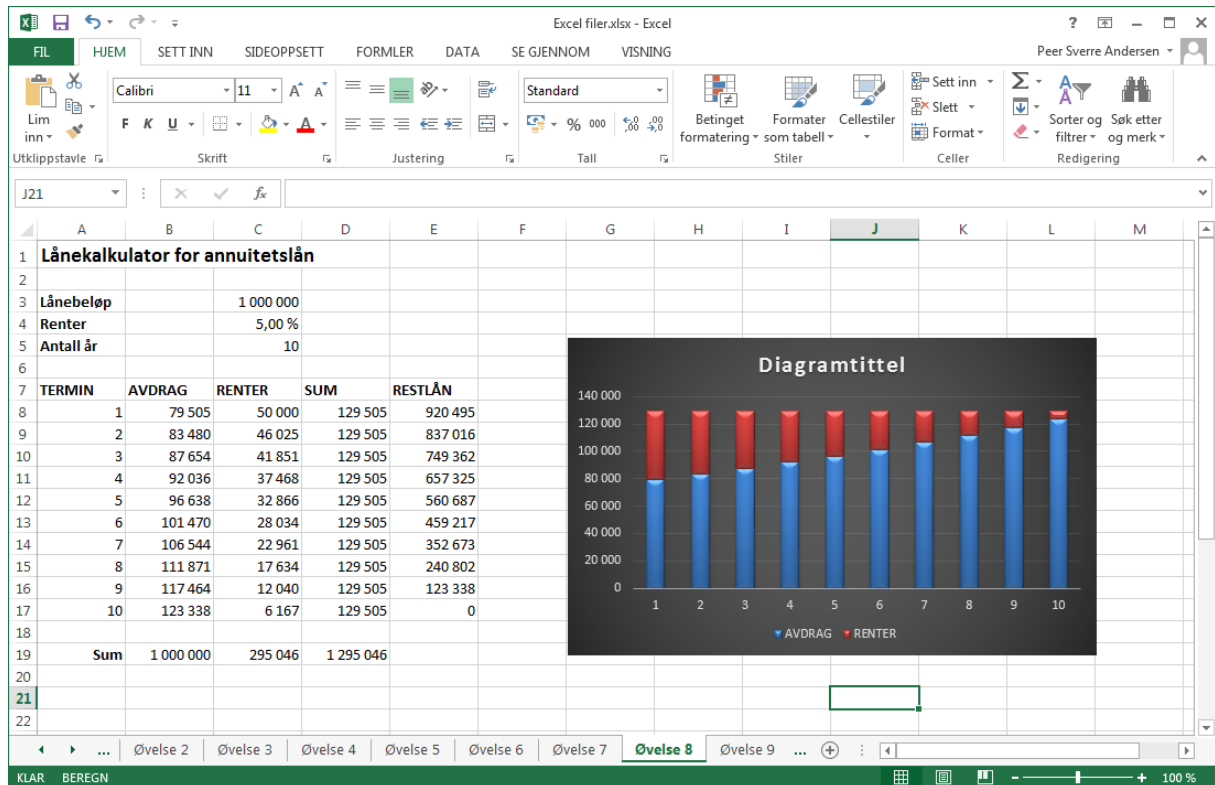 Excel filer.xlsx - Excel
FIL HJEM SETT INN SIDEOPPSETT FORMLER DATA SE GJENNOM VISNING Peer Sverre Andersen
Lim inn
Calibri 11
F K U
Standard
% 000
Betinget formatering
Formater som tabell
Cellestiler
Sett inn
Slett
Format
Sorter og filtrer
Søk etter og merk
Utklippstavle Skrift Justering Tall Stiler Celler Redigering
J21 fx
A B C D E F G H I J K L M
1 Lånekalkulator for annuitetslån
2
3 Lånebeløp 1 000 000
4 Renter 5,00 %
5 Antall år 10
6
7 TERMIN AVDRAG RENTER SUM RESTLÅN
8 1 79 505 50 000 129 505 920 495
9 2 83 480 46 025 129 505 837 016
10 3 87 654 41 851 129 505 749 362
11 4 92 036 37 468 129 505 657 325
12 5 96 638 32 866 129 505 560 687
13 6 101 470 28 034 129 505 459 217
14 7 106 544 22 961 129 505 352 673
15 8 111 871 17 634 129 505 240 802
16 9 117 464 12 040 129 505 123 338
17 10 123 338 6 167 129 505 0
18
19 Sum 1 000 000 295 046 1 295 046
20
21
22
Diagramtittel
140 000
120 000
100 000
80 000
60 000
40 000
20 000
0
1 2 3 4 5 6 7 8 9 10
AVDRAG RENTER
... Øvelse 2 Øvelse 3 Øvelse 4 Øvelse 5 Øvelse 6 Øvelse 7 Øvelse 8 Øvelse 9 ...
KLAR BEREGN 100 %